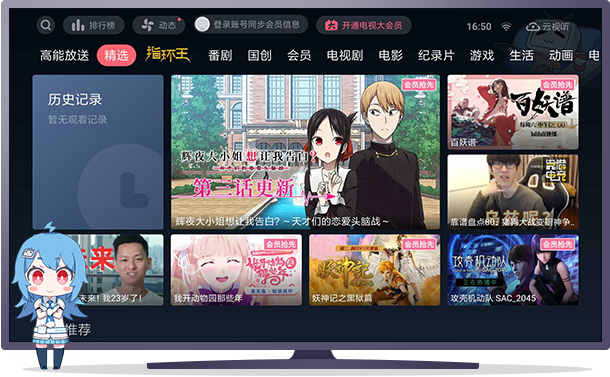 排行榜
动态
登录账号同步会员信息
开通电视大会员
16:50
云视听
高能放送
精选
指环王
番剧
国创
会员
电视剧
电影
纪录片
游戏
生活
动画
电
历史记录
暂无观看记录
会员抢先
辉夜大小姐想让我告白?
第三话更新
辉夜大小姐想让我告白?~天才们的恋爱头脑战~
会员抢先
百妖谱
百妖谱
靠谱盘点80:
来
未来! 我23岁了!
会员抢先
我开动物园那些年
会员抢先
妖神记
妖神记之黑狱篇
会员抢先
攻壳机动队
攻壳机动队 SAC_2045
推荐